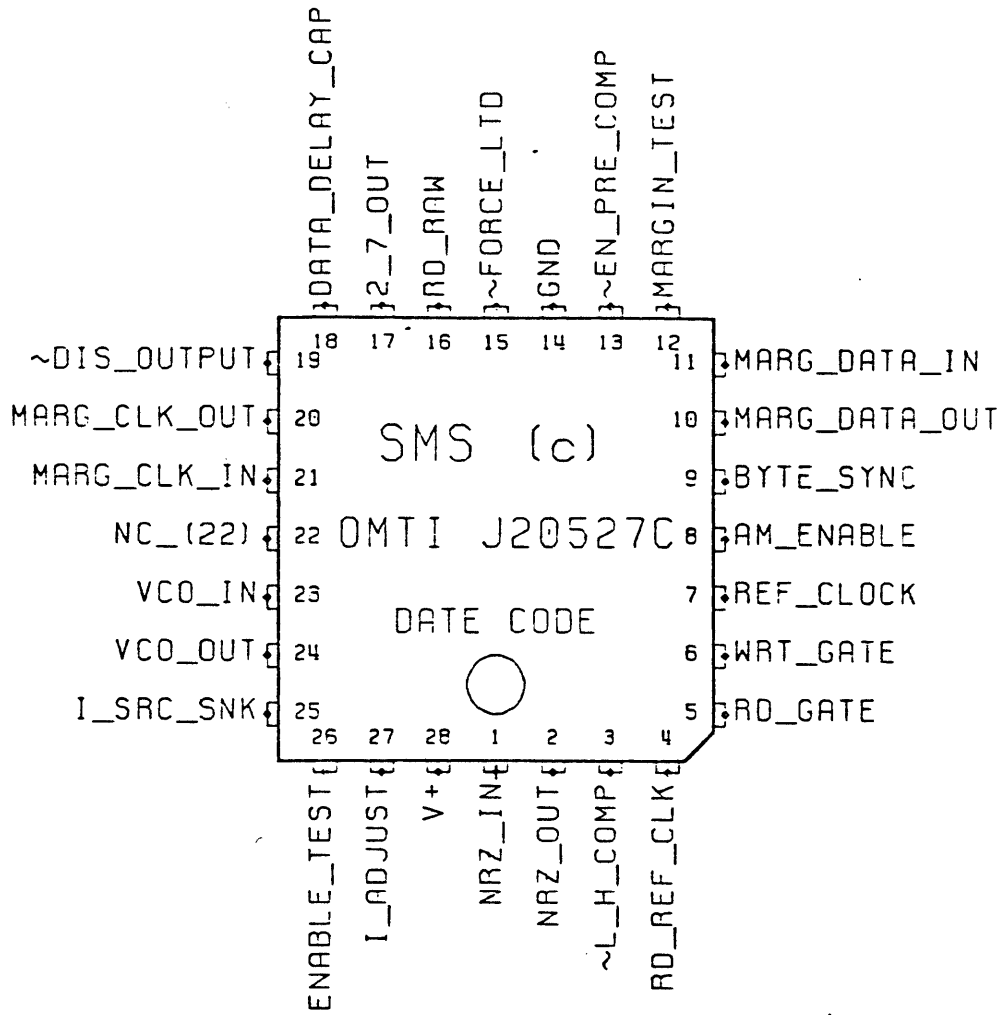 DATA_DELAY_CAP
2_7_OUT
RD_RAW
~FORCE_LTD
GND
~EN_PRE_COMP
MARGIN_TEST
18 17 16 15 14 13 12
~DIS_OUTPUT 19
11 MARG_DATA_IN
MARG_CLK_OUT 20
10 MARG_DATA_OUT
MARG_CLK_IN 21
9 BYTE_SYNC
NC_(22) 22
8 AM_ENABLE
VCO_IN 23
7 REF_CLOCK
VCO_OUT 24
6 WRT_GATE
I_SRC_SNK 25
5 RD_GATE
SMS (c)
OMTI J20527C
DATE CODE
26 27 28 1 2 3 4
ENABLE_TEST
I_ADJUST
V+
NRZ_IN
NRZ_OUT
~L_H_COMP
RD_REF_CLK